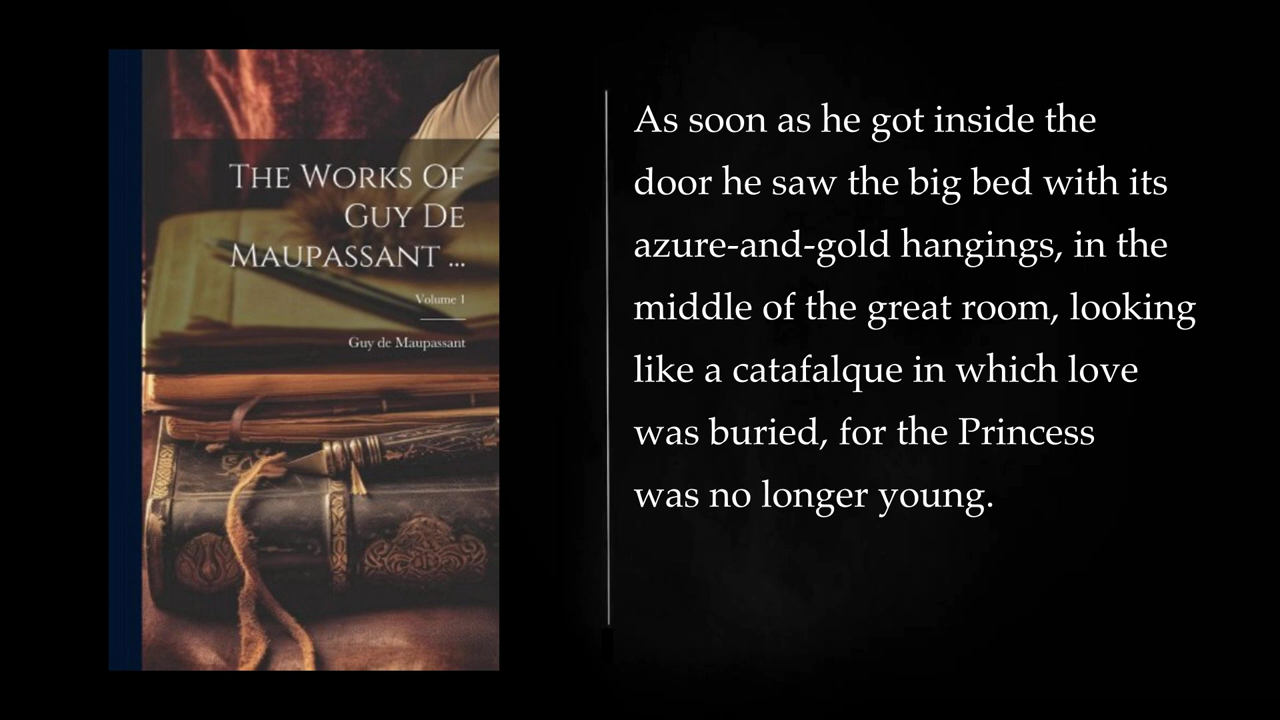 The Works Of
Guy De
Maupassant ...
Volume 1
Guy de Maupassant
As soon as he got inside the
door he saw the big bed with its
azure-and-gold hangings, in the
middle of the great room, looking
like a catafalque in which love
was buried, for the Princess
was no longer young.